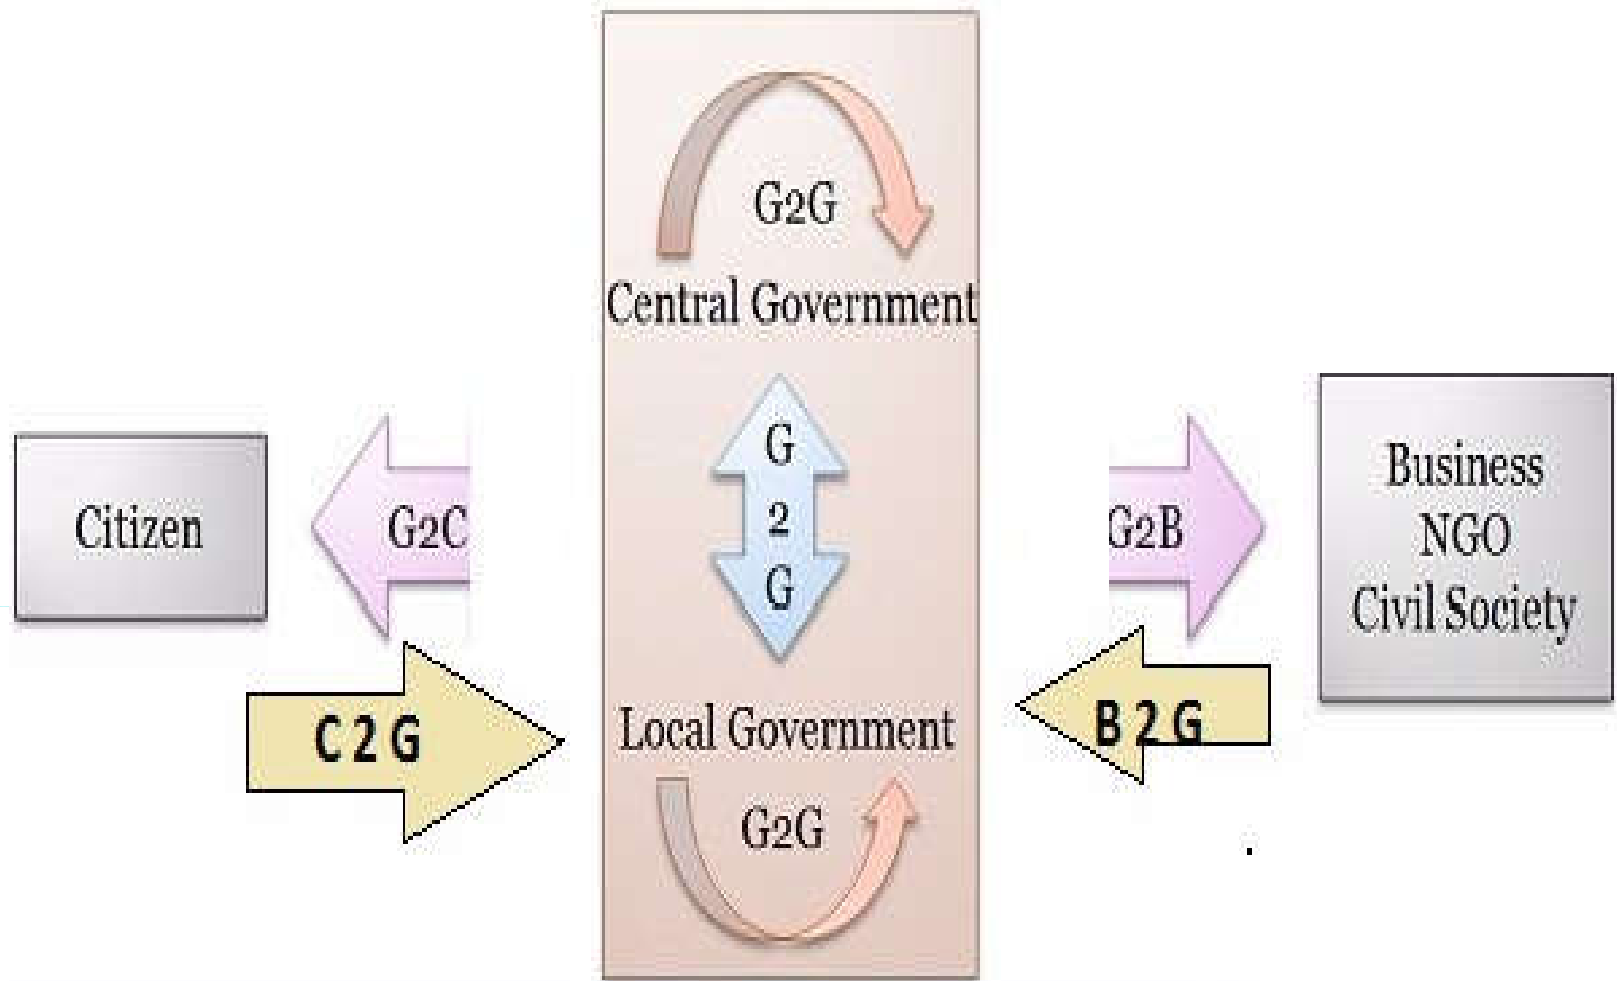 G2G
Central Government
G
2
G
Citizen
G2C
G2B
Business
NGO
Civil Society
C2G
B2G
Local Government
G2G